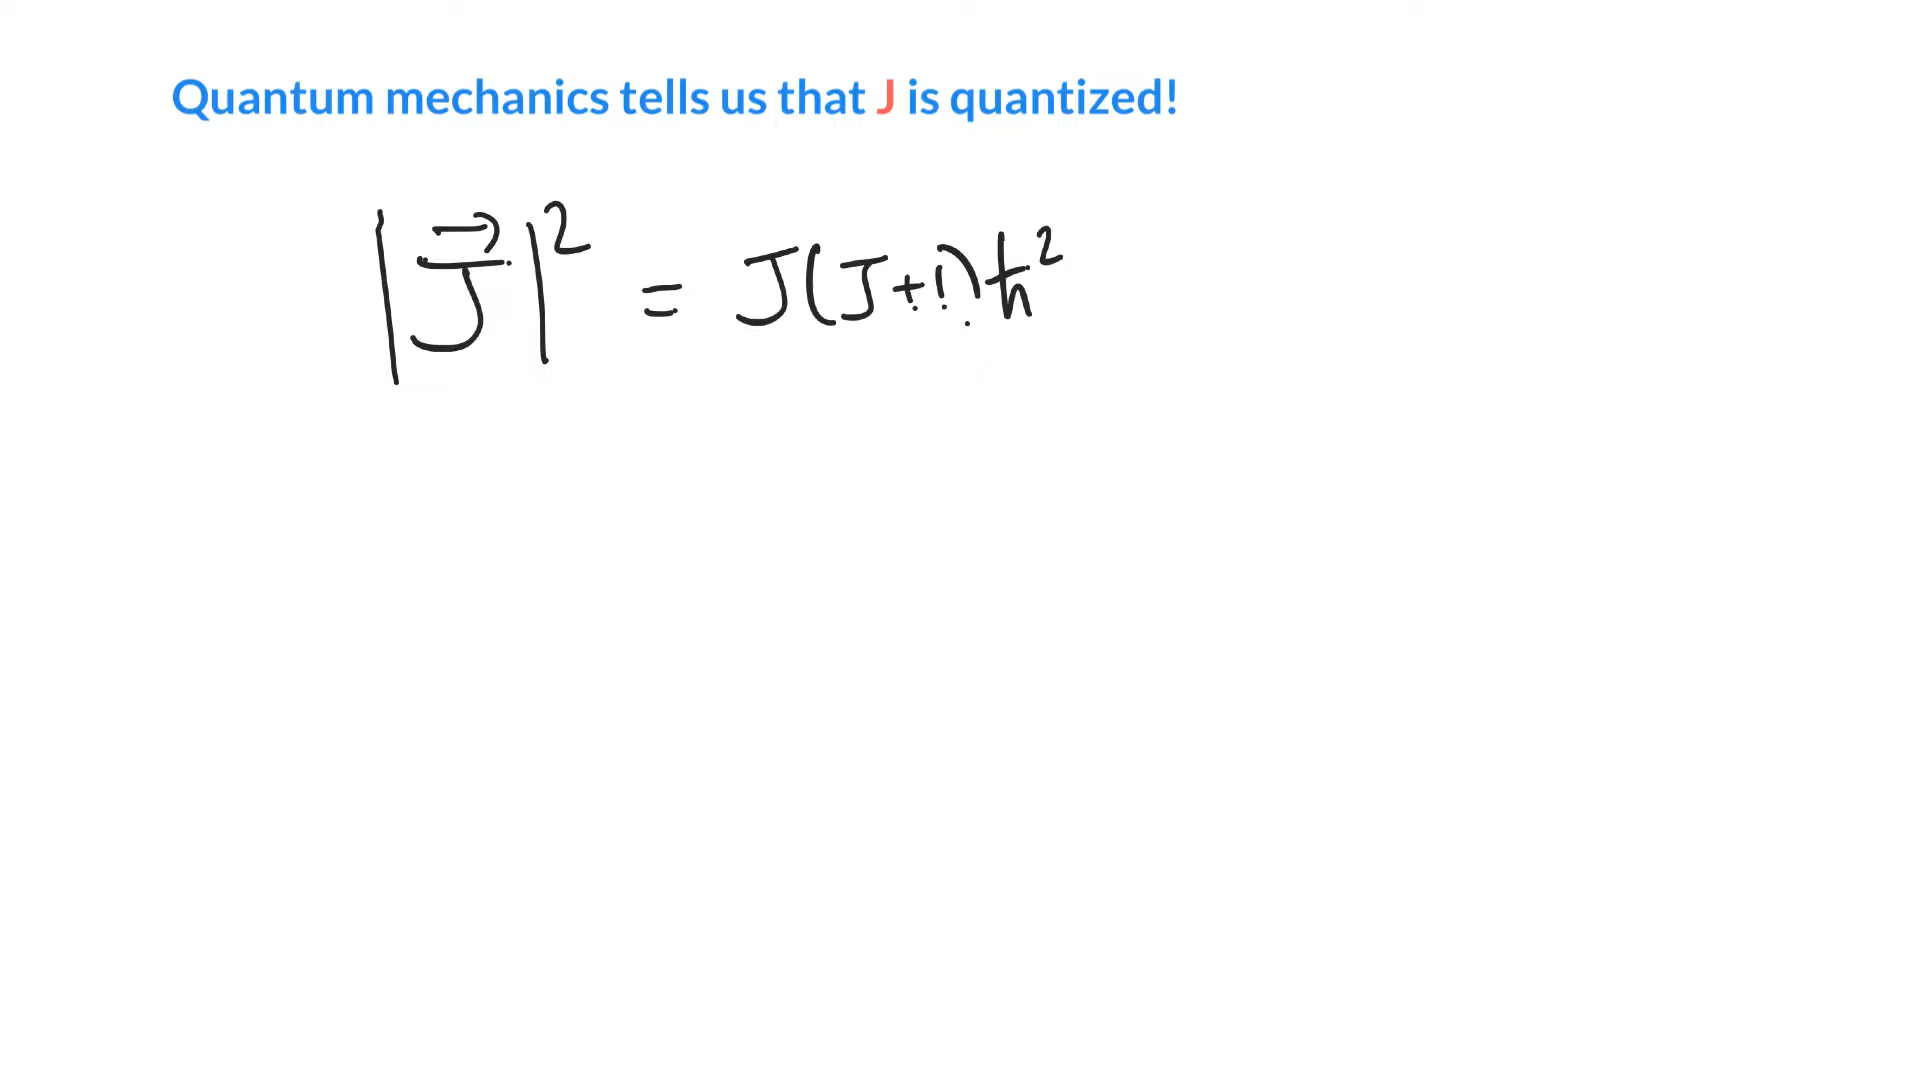 Quantum mechanics tells us that J is quantized!
|J⃗|² = J(J+1)ħ²